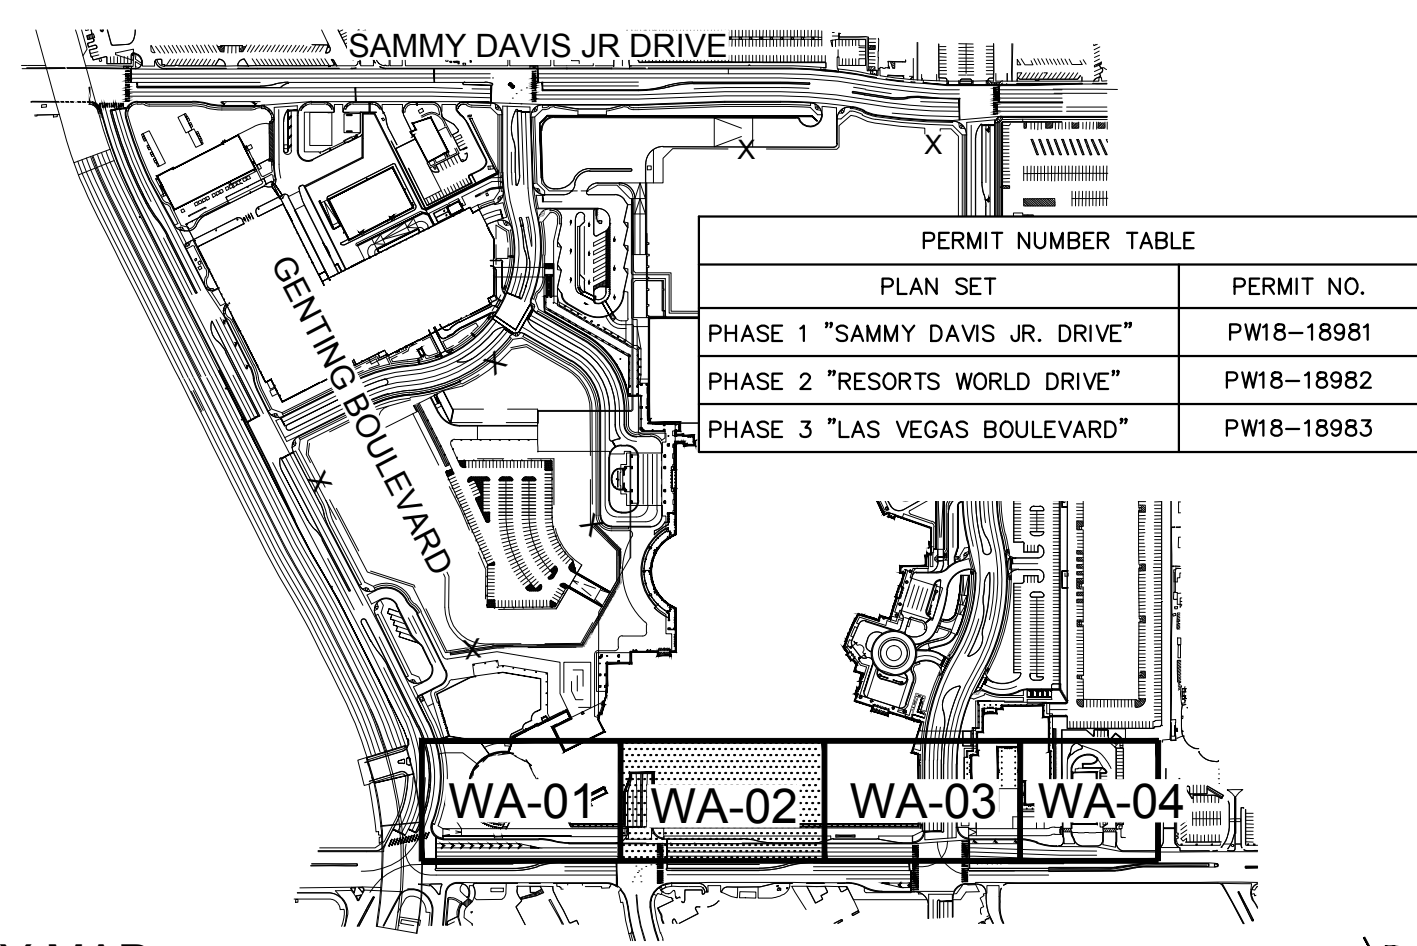 SAMMY DAVIS JR DRIVE
GENTING BOULEVARD
PERMIT NUMBER TABLE
PLAN SET PERMIT NO.
PHASE 1 "SAMMY DAVIS JR. DRIVE" PW18-18981
PHASE 2 "RESORTS WORLD DRIVE" PW18-18982
PHASE 3 "LAS VEGAS BOULEVARD" PW18-18983
X X
X
X
X
X
WA-01 WA-02 WA-03 WA-04